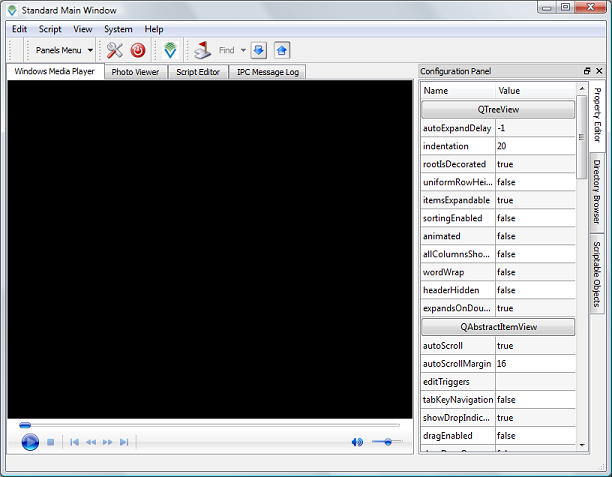 Standard Main Window
Edit Script View System Help
Panels Menu Find
Windows Media Player Photo Viewer Script Editor IPC Message Log
Configuration Panel
Name Value
QTreeView
autoExpandDelay -1
indentation 20
rootIsDecorated true
uniformRowHei... false
itemsExpandable true
sortingEnabled false
animated false
allColumnsSho... false
wordWrap false
headerHidden false
expandsOnDou... true
QAbstractItemView
autoScroll true
autoScrollMargin 16
editTriggers
tabKeyNavigation false
showDropIndic... true
dragEnabled false
Property Editor
Directory Browser
Scriptable Objects